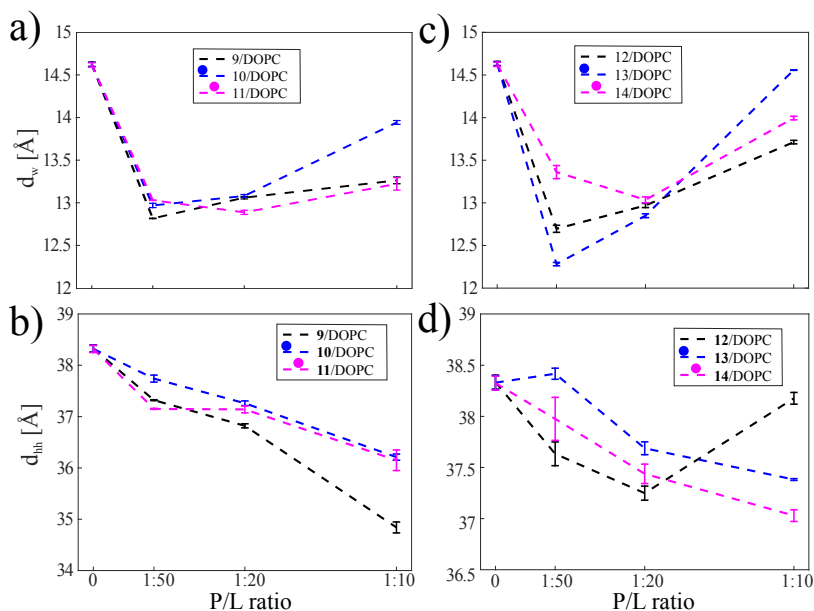 a)
15
14.5
14
13.5
13
12.5
12
d_w [Å]
9/DOPC
10/DOPC
11/DOPC
c)
15
14.5
14
13.5
13
12.5
12
12/DOPC
13/DOPC
14/DOPC
b)
39
38
37
36
35
34
d_hh [Å]
9/DOPC
10/DOPC
11/DOPC
0 1:50 1:20 1:10
P/L ratio
d)
39
38.5
38
37.5
37
36.5
12/DOPC
13/DOPC
14/DOPC
0 1:50 1:20 1:10
P/L ratio